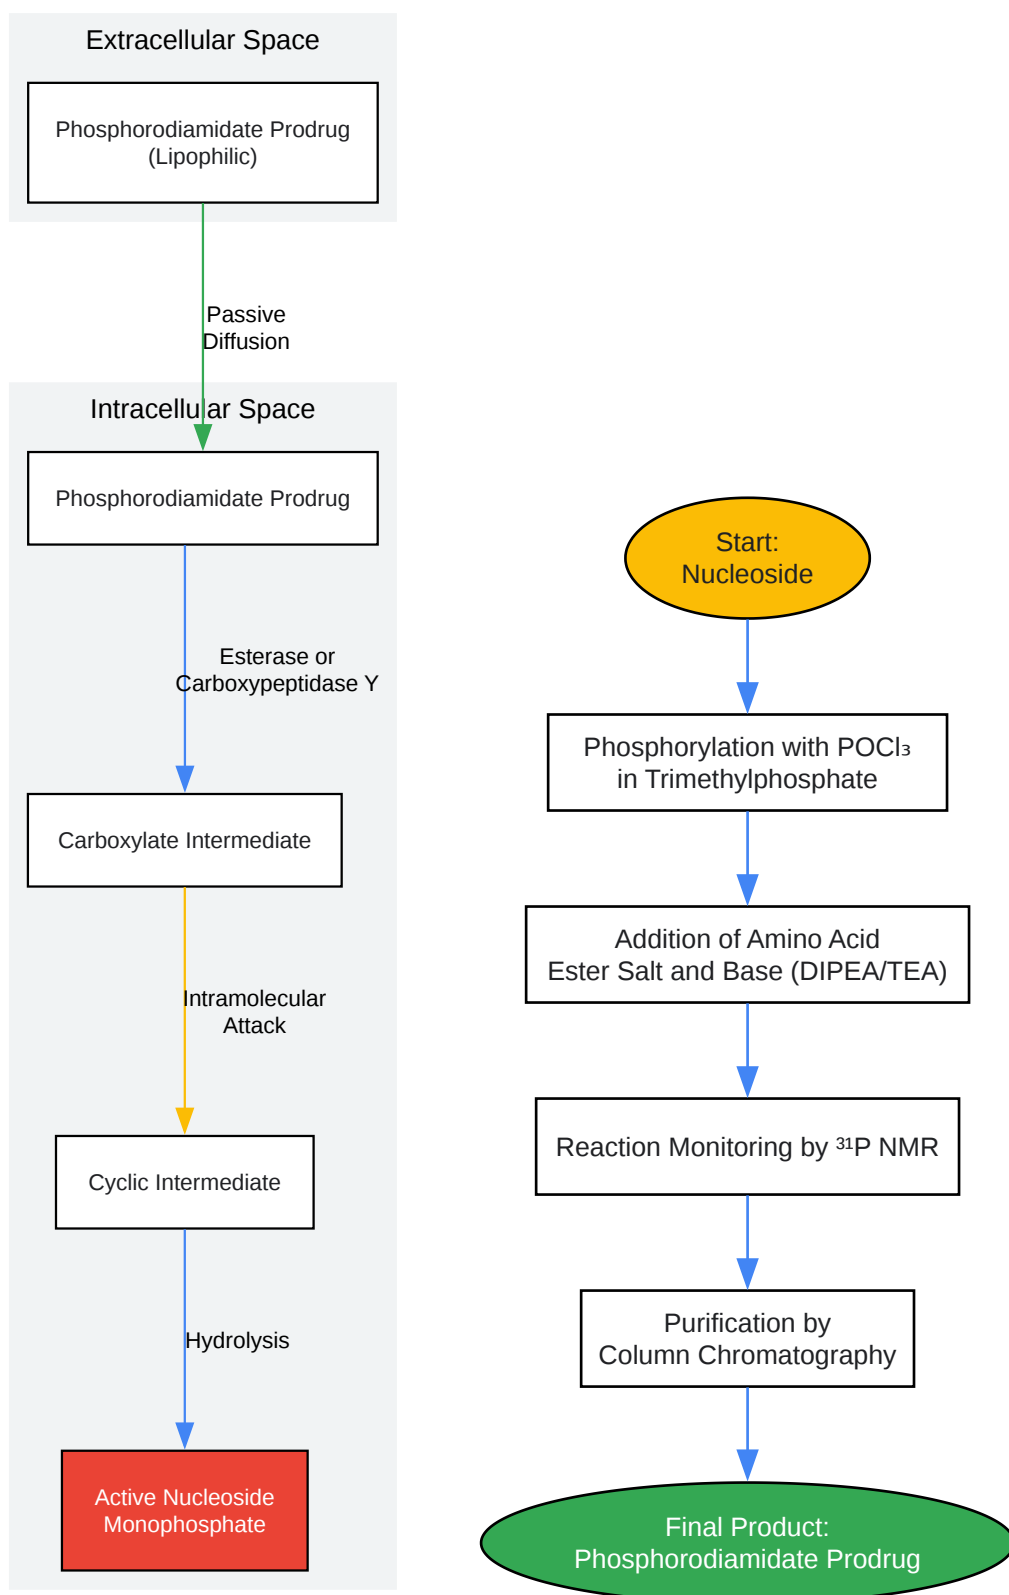 Extracellular Space
Phosphorodiamidate Prodrug
(Lipophilic)
Passive
Diffusion
Intracellular Space
Phosphorodiamidate Prodrug
Esterase or
Carboxypeptidase Y
Carboxylate Intermediate
Intramolecular
Attack
Cyclic Intermediate
Hydrolysis
Active Nucleoside
Monophosphate
Start:
Nucleoside
Phosphorylation with POCl₃
in Trimethylphosphate
Addition of Amino Acid
Ester Salt and Base (DIPEA/TEA)
Reaction Monitoring by ³¹P NMR
Purification by
Column Chromatography
Final Product:
Phosphorodiamidate Prodrug